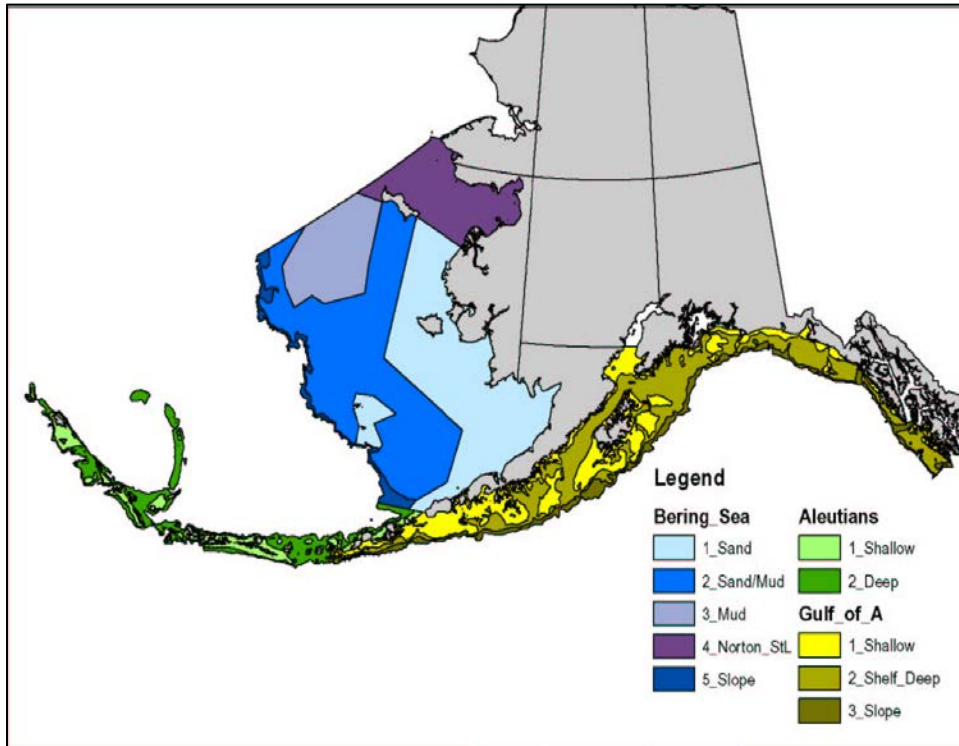 Legend
Bering_Sea
1_Sand
2_Sand/Mud
3_Mud
4_Norton_StL
5_Slope
Aleutians
1_Shallow
2_Deep
Gulf_of_A
1_Shallow
2_Shelf_Deep
3_Slope